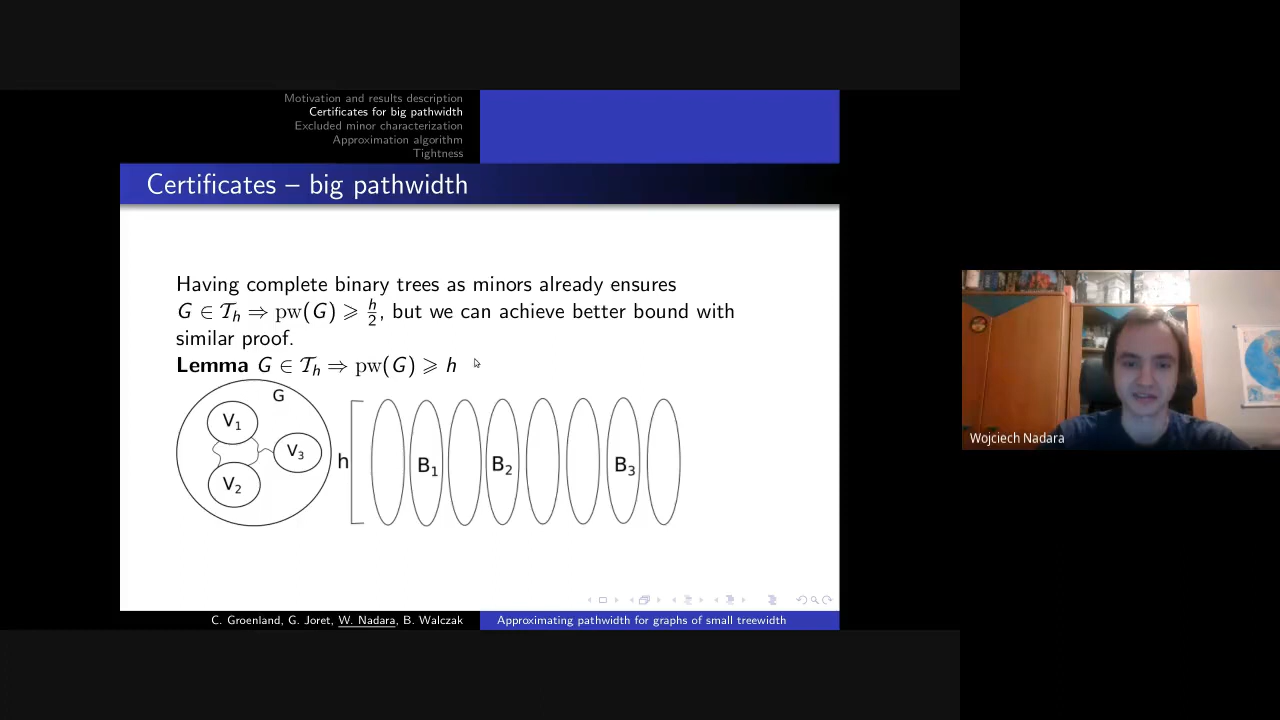 Motivation and results description
Certificates for big pathwidth
Excluded minor characterization
Approximation algorithm
Tightness
Certificates – big pathwidth
Having complete binary trees as minors already ensures
G ∈ 𝒯ₕ ⇒ pw(G) ⩾ h/2, but we can achieve better bound with
similar proof.
Lemma G ∈ 𝒯ₕ ⇒ pw(G) ⩾ h
G
V₁
V₃
V₂
h
B₁
B₂
B₃
Wojciech Nadara
C. Groenland, G. Joret, W. Nadara, B. Walczak
Approximating pathwidth for graphs of small treewidth